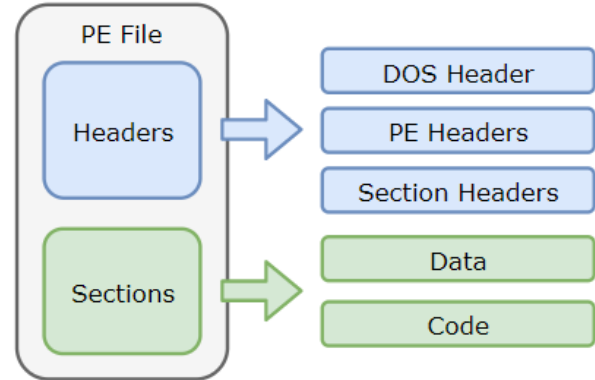 PE File
Headers
DOS Header
PE Headers
Section Headers
Sections
Data
Code